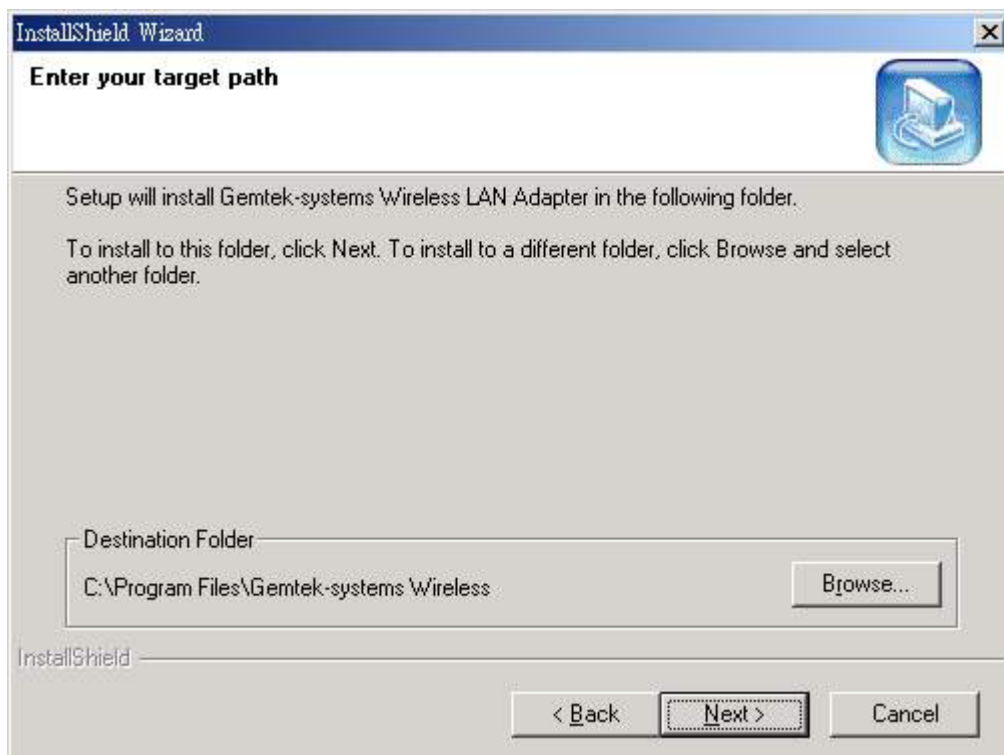 InstallShield Wizard
Enter your target path
Setup will install Gemtek-systems Wireless LAN Adapter in the following folder.
To install to this folder, click Next. To install to a different folder, click Browse and select
another folder.
Destination Folder
C:\Program Files\Gemtek-systems Wireless
Browse...
InstallShield
< Back
Next >
Cancel